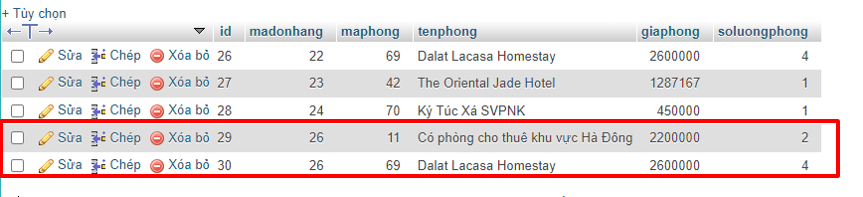 + Tùy chọn
←T→ id madonhang maphong tenphong giaphong soluongphong
Sửa Chép Xóa bỏ 26 22 69 Dalat Lacasa Homestay 2600000 4
Sửa Chép Xóa bỏ 27 23 42 The Oriental Jade Hotel 1287167 1
Sửa Chép Xóa bỏ 28 24 70 Ký Túc Xá SVPNK 450000 1
Sửa Chép Xóa bỏ 29 26 11 Có phòng cho thuê khu vực Hà Đông 2200000 2
Sửa Chép Xóa bỏ 30 26 69 Dalat Lacasa Homestay 2600000 4